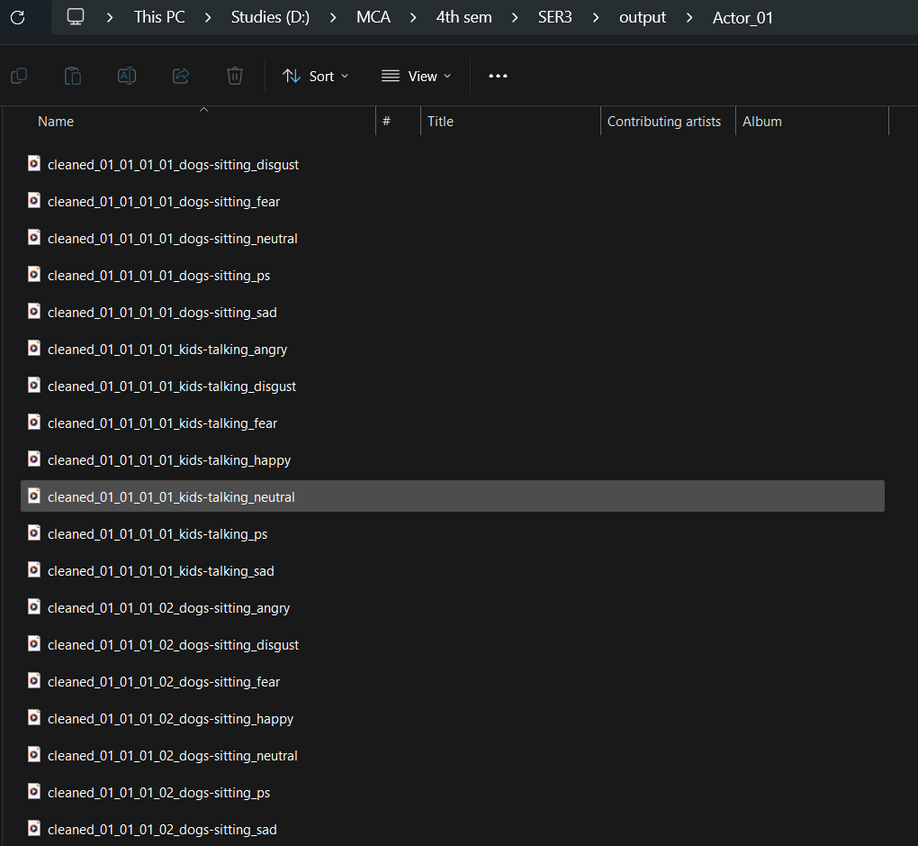 This PC > Studies (D:) > MCA > 4th sem > SER3 > output > Actor_01
Sort View
Name # Title Contributing artists Album
cleaned_01_01_01_01_dogs-sitting_disgust
cleaned_01_01_01_01_dogs-sitting_fear
cleaned_01_01_01_01_dogs-sitting_neutral
cleaned_01_01_01_01_dogs-sitting_ps
cleaned_01_01_01_01_dogs-sitting_sad
cleaned_01_01_01_01_kids-talking_angry
cleaned_01_01_01_01_kids-talking_disgust
cleaned_01_01_01_01_kids-talking_fear
cleaned_01_01_01_01_kids-talking_happy
cleaned_01_01_01_01_kids-talking_neutral
cleaned_01_01_01_01_kids-talking_ps
cleaned_01_01_01_01_kids-talking_sad
cleaned_01_01_01_02_dogs-sitting_angry
cleaned_01_01_01_02_dogs-sitting_disgust
cleaned_01_01_01_02_dogs-sitting_fear
cleaned_01_01_01_02_dogs-sitting_happy
cleaned_01_01_01_02_dogs-sitting_neutral
cleaned_01_01_01_02_dogs-sitting_ps
cleaned_01_01_01_02_dogs-sitting_sad